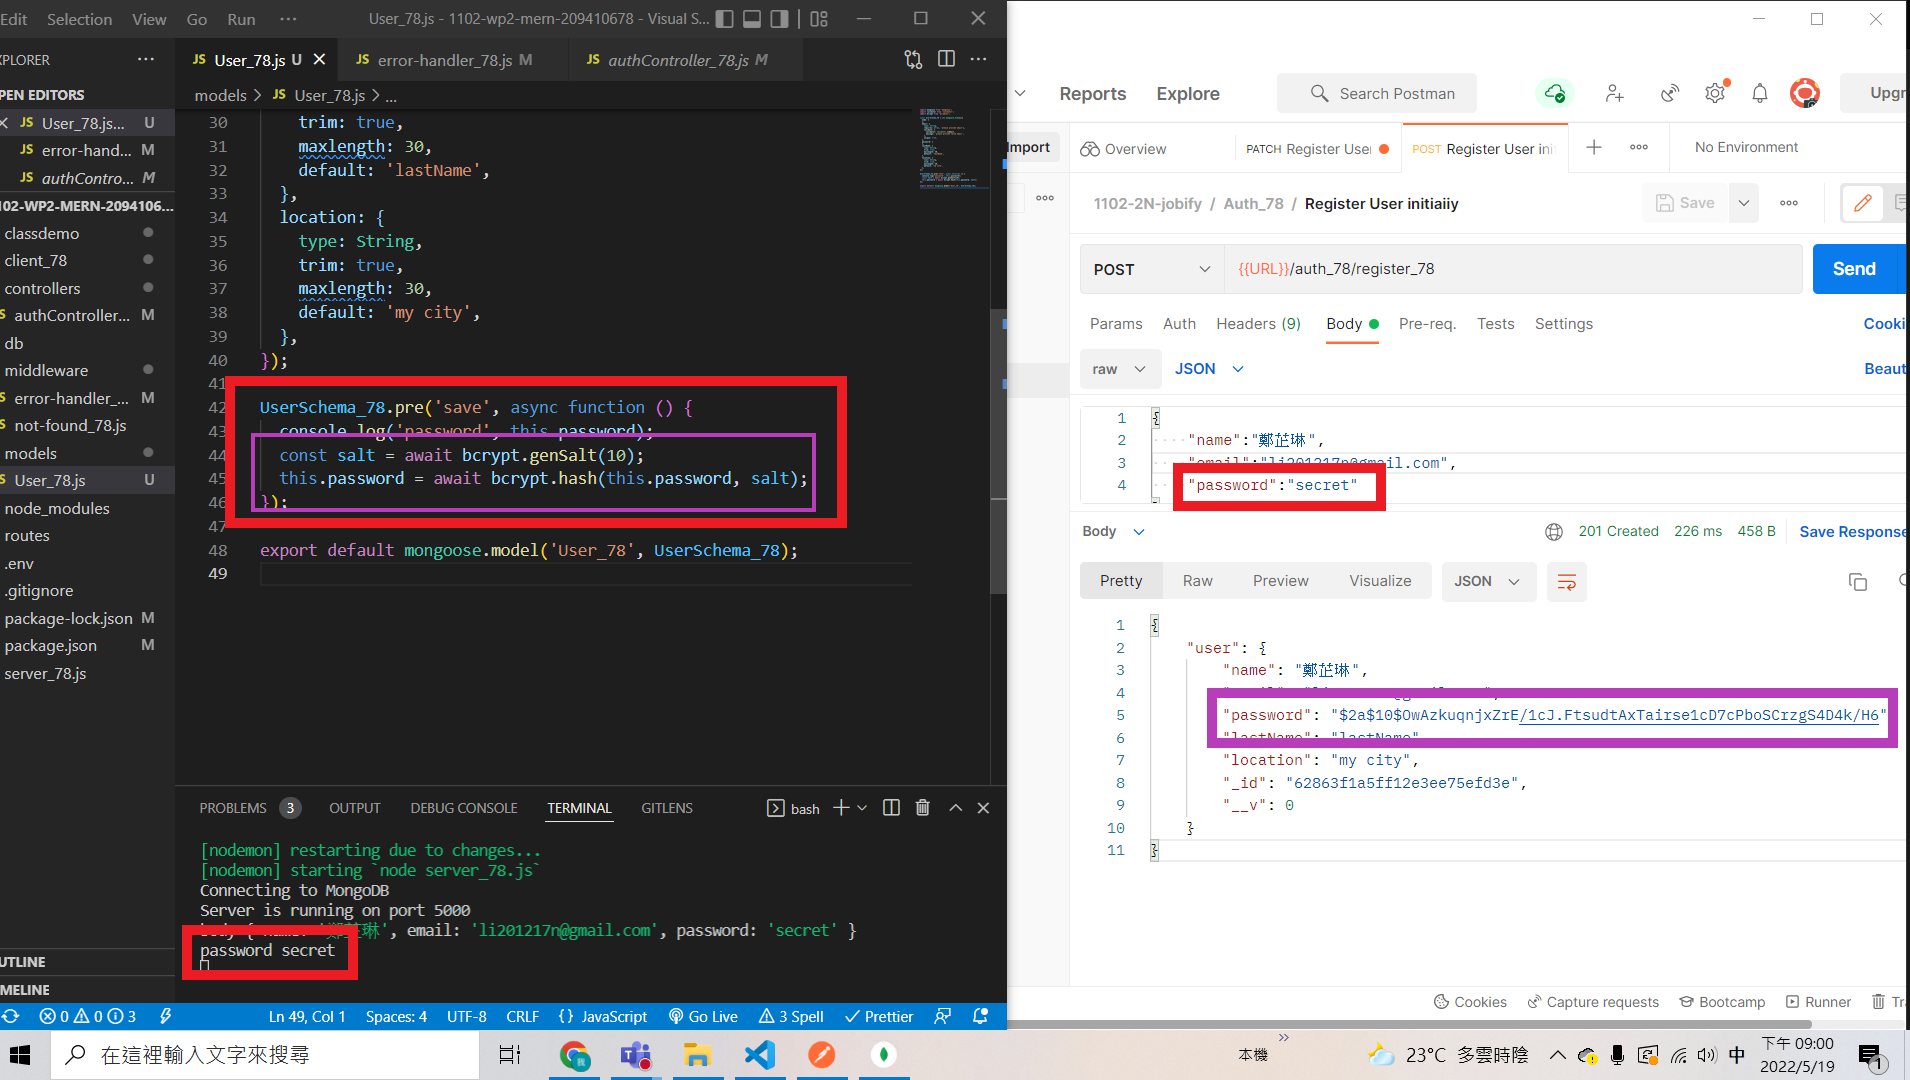 Edit Selection View Go Run ··· User_78.js - 1102-wp2-mern-209410678 - Visual S...
XPLORER ···
JS User_78.js U JS error-handler_78.js M JS authController_78.js M
models > JS User_78.js > ...
PEN EDITORS
JS User_78.js... U
JS error-hand... M
JS authContro... M
102-WP2-MERN-2094106...
classdemo
client_78
controllers
authController... M
db
middleware
error-handler_... M
not-found_78.js
models
User_78.js U
node_modules
routes
.env
.gitignore
package-lock.json M
package.json M
server_78.js
UTLINE
MELINE
30 trim: true,
31 maxlength: 30,
32 default: 'lastName',
33 },
34 location: {
35 type: String,
36 trim: true,
37 maxlength: 30,
38 default: 'my city',
39 },
40 });
41
42 UserSchema_78.pre('save', async function () {
43 console.log('password', this.password);
44 const salt = await bcrypt.genSalt(10);
45 this.password = await bcrypt.hash(this.password, salt);
46 });
47
48 export default mongoose.model('User_78', UserSchema_78);
49
PROBLEMS 3 OUTPUT DEBUG CONSOLE TERMINAL GITLENS bash
[nodemon] restarting due to changes...
[nodemon] starting `node server_78.js`
Connecting to MongoDB
Server is running on port 5000
body { name: '鄭芷琳', email: 'li201217n@gmail.com', password: 'secret' }
password secret
0 0 3 Ln 49, Col 1 Spaces: 4 UTF-8 CRLF {} JavaScript Go Live 3 Spell Prettier
Reports Explore Search Postman Upgr
mport Overview PATCH Register User POST Register User ini No Environment
1102-2N-jobify / Auth_78 / Register User initiaiiy Save
POST {{URL}}/auth_78/register_78 Send
Params Auth Headers (9) Body Pre-req. Tests Settings Cooki
raw JSON Beaut
1 {
2 "name":"鄭芷琳",
3 "email":"li201217n@gmail.com",
4 "password":"secret"
Body 201 Created 226 ms 458 B Save Response
Pretty Raw Preview Visualize JSON
1 {
2 "user": {
3 "name": "鄭芷琳",
4
5 "password": "$2a$10$OwAzkuqnjxZrE/1cJ.FtsudtAxTairse1cD7cPboSCrzgS4D4k/H6"
6 "lastName": "lastName"
7 "location": "my city",
8 "_id": "62863f1a5ff12e3ee75efd3e",
9 "__v": 0
10 }
11 }
Cookies Capture requests Bootcamp Runner Tr
在這裡輸入文字來搜尋 本機 23°C 多雲時陰 中 下午 09:00
2022/5/19 1